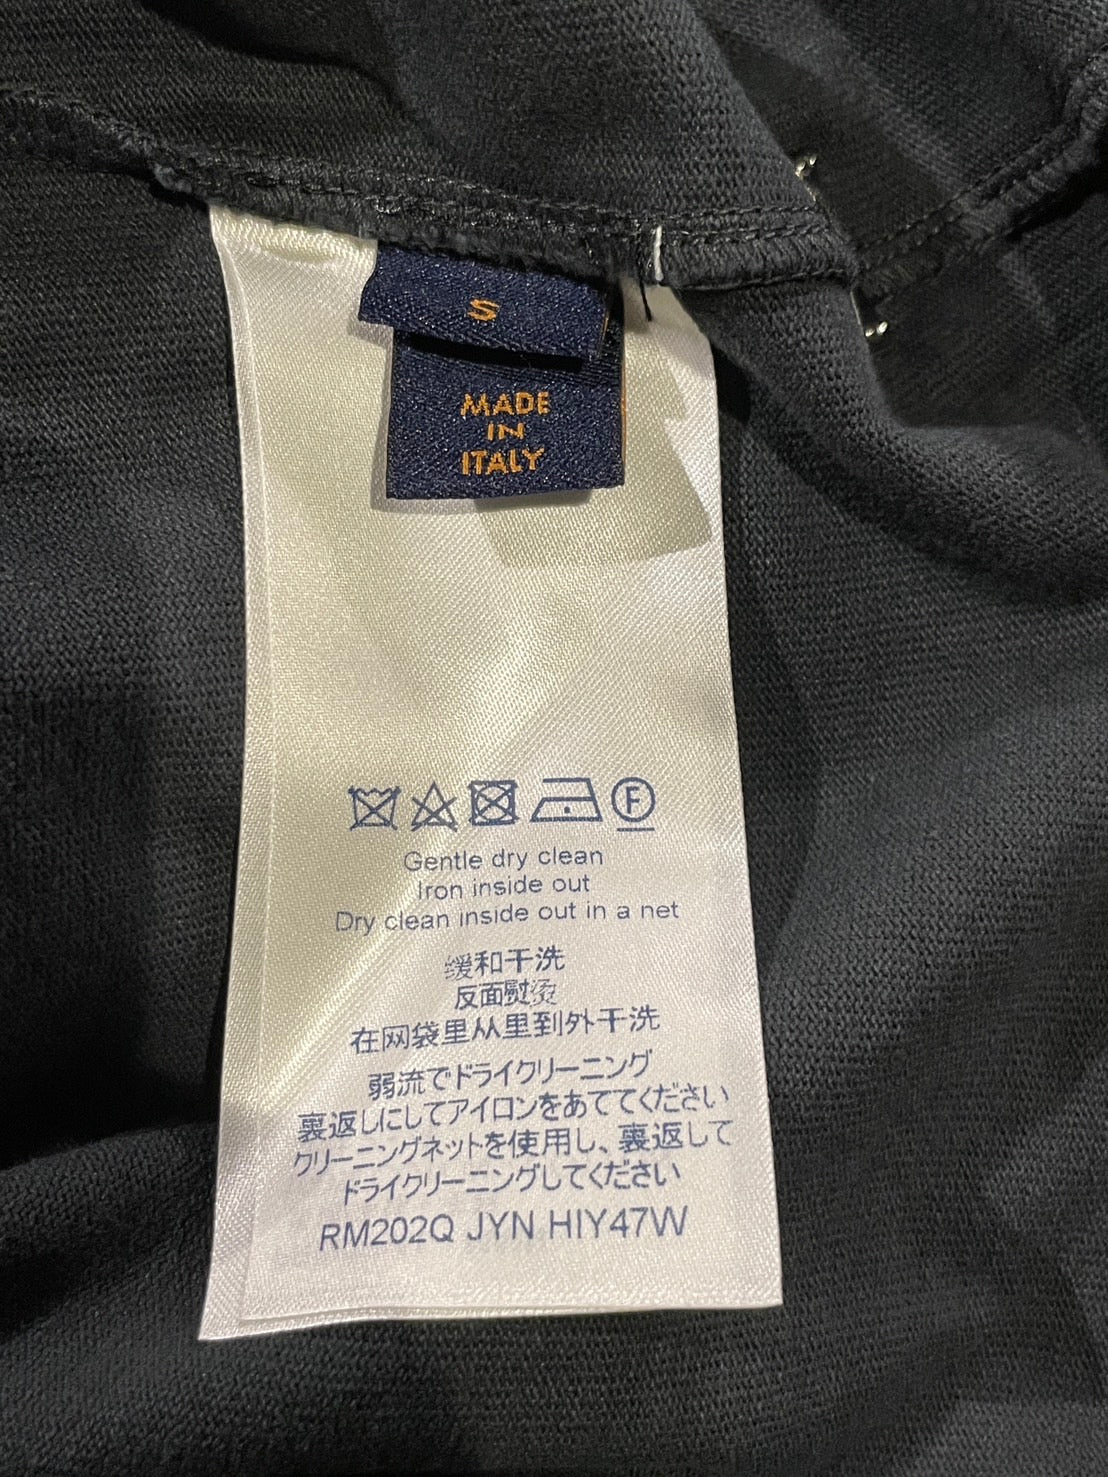 S
MADE
IN
ITALY
F
Gentle dry clean
Iron inside out
Dry clean inside out in a net
缓和干洗
反面熨烫
在网袋里从里到外干洗
弱流でドライクリーニング
裏返しにしてアイロンをあててください
クリーニングネットを使用し、裏返して
ドライクリーニングしてください
RM202Q JYN HIY47W